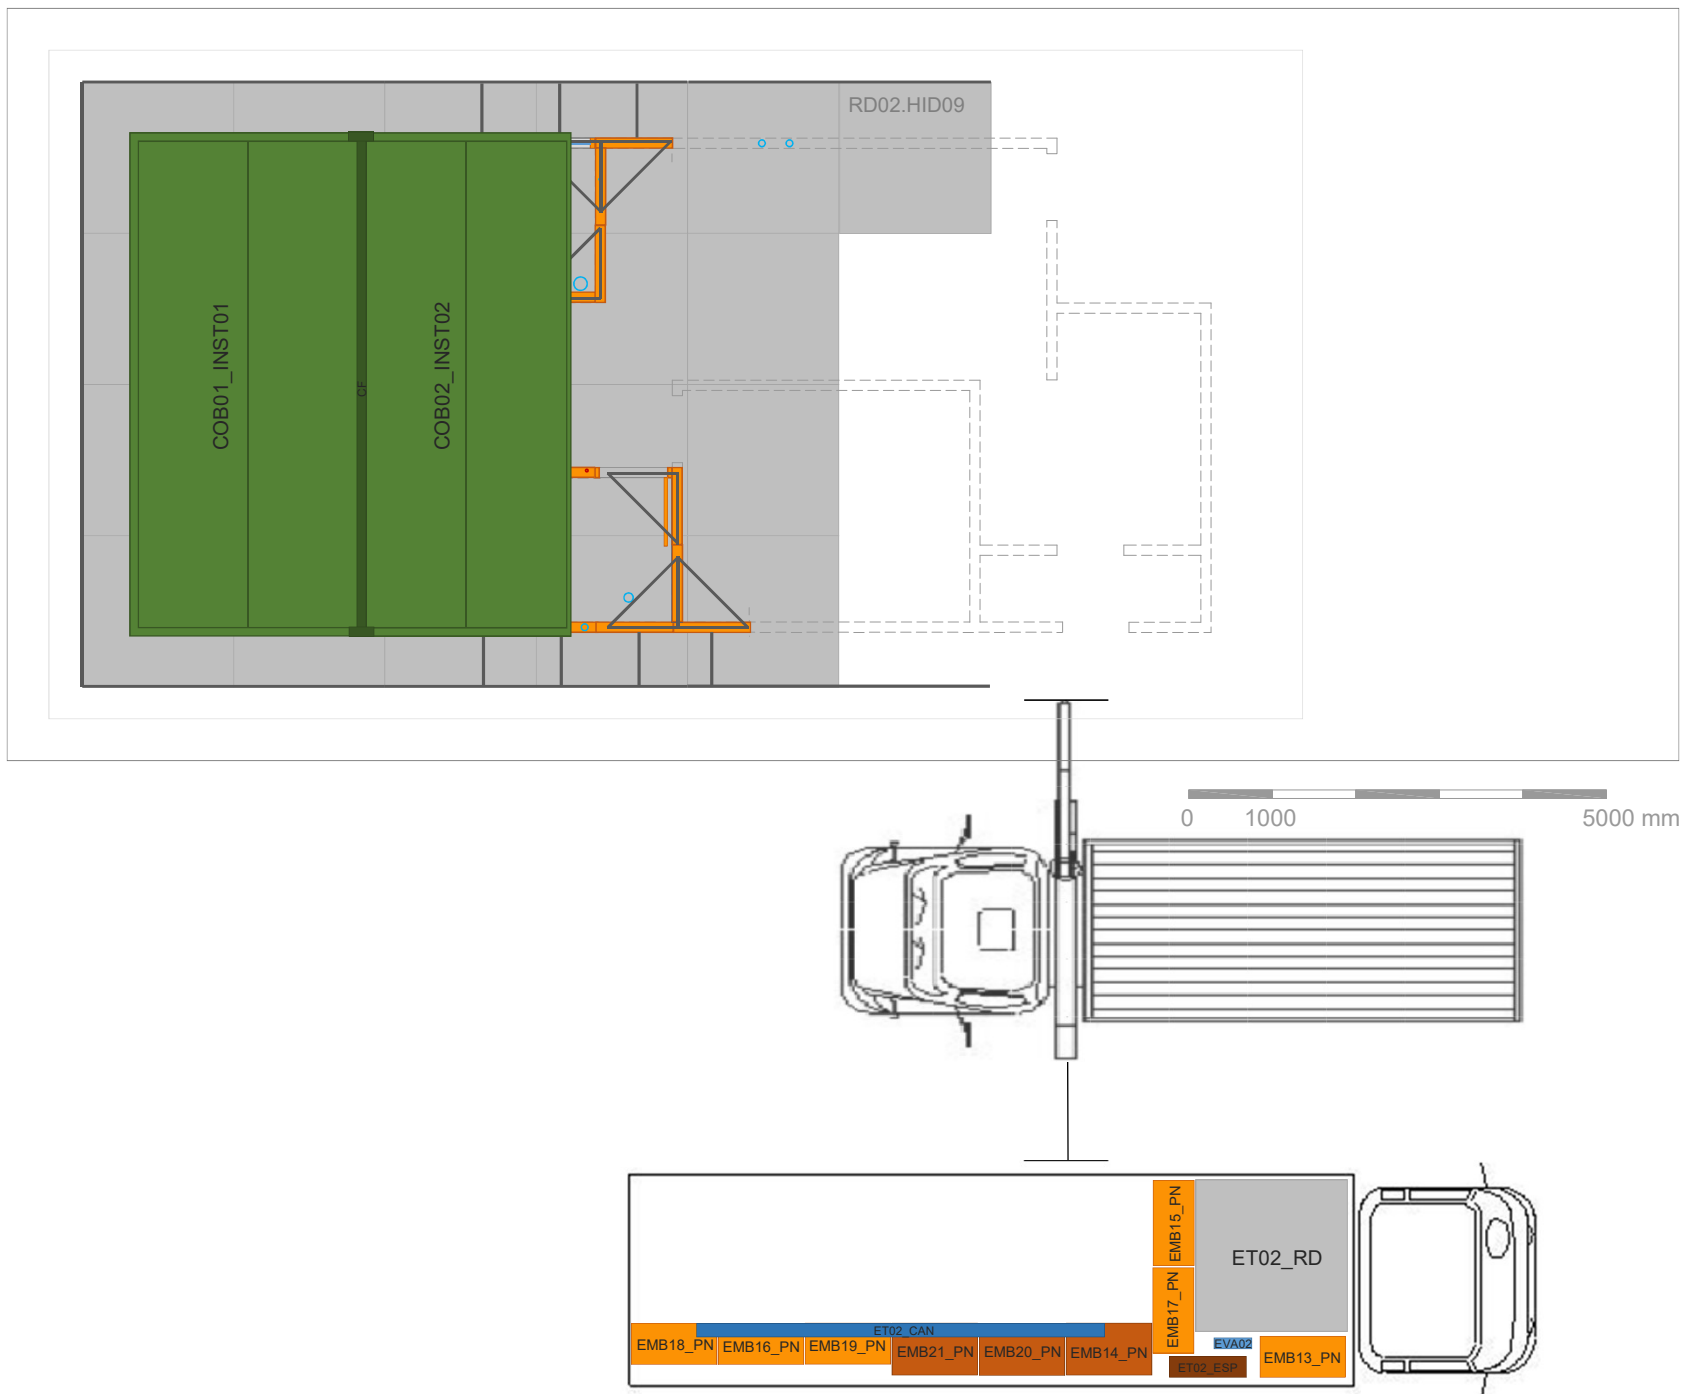 RD02.HID09
COB01_INST01
CF
COB02_INST02
0 1000 5000 mm
EMB15_PN
ET02_RD
EMB17_PN
ET02_CAN
EMB18_PN
EMB16_PN
EMB19_PN
EMB21_PN
EMB20_PN
EMB14_PN
EVA02
ET02_ESP
EMB13_PN